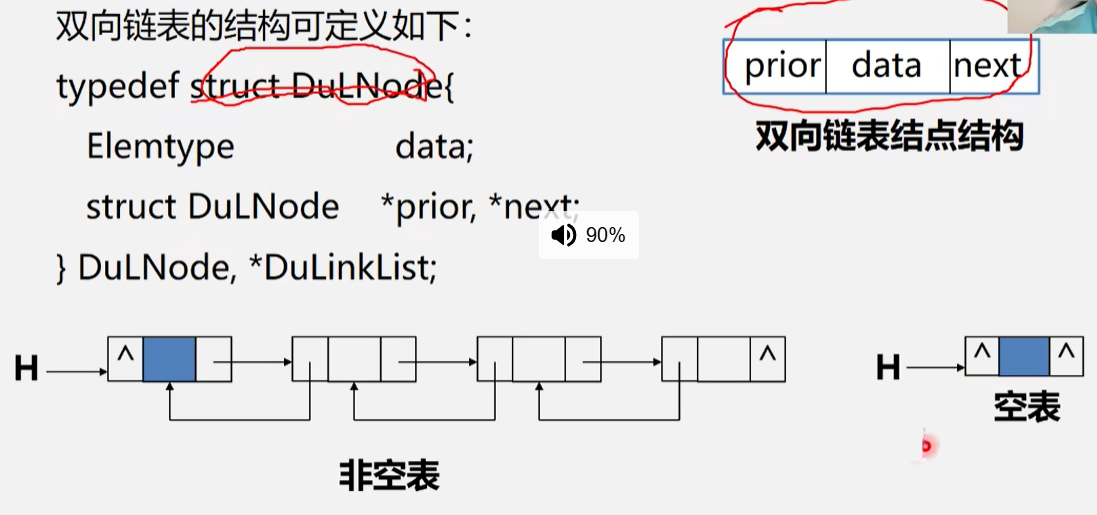 双向链表的结构可定义如下：
typedef struct DuLNode{
Elemtype data;
struct DuLNode *prior, *next;
} DuLNode, *DuLinkList;
prior data next
双向链表结点结构
90%
H ^ ^
非空表
H ^ ^
空表